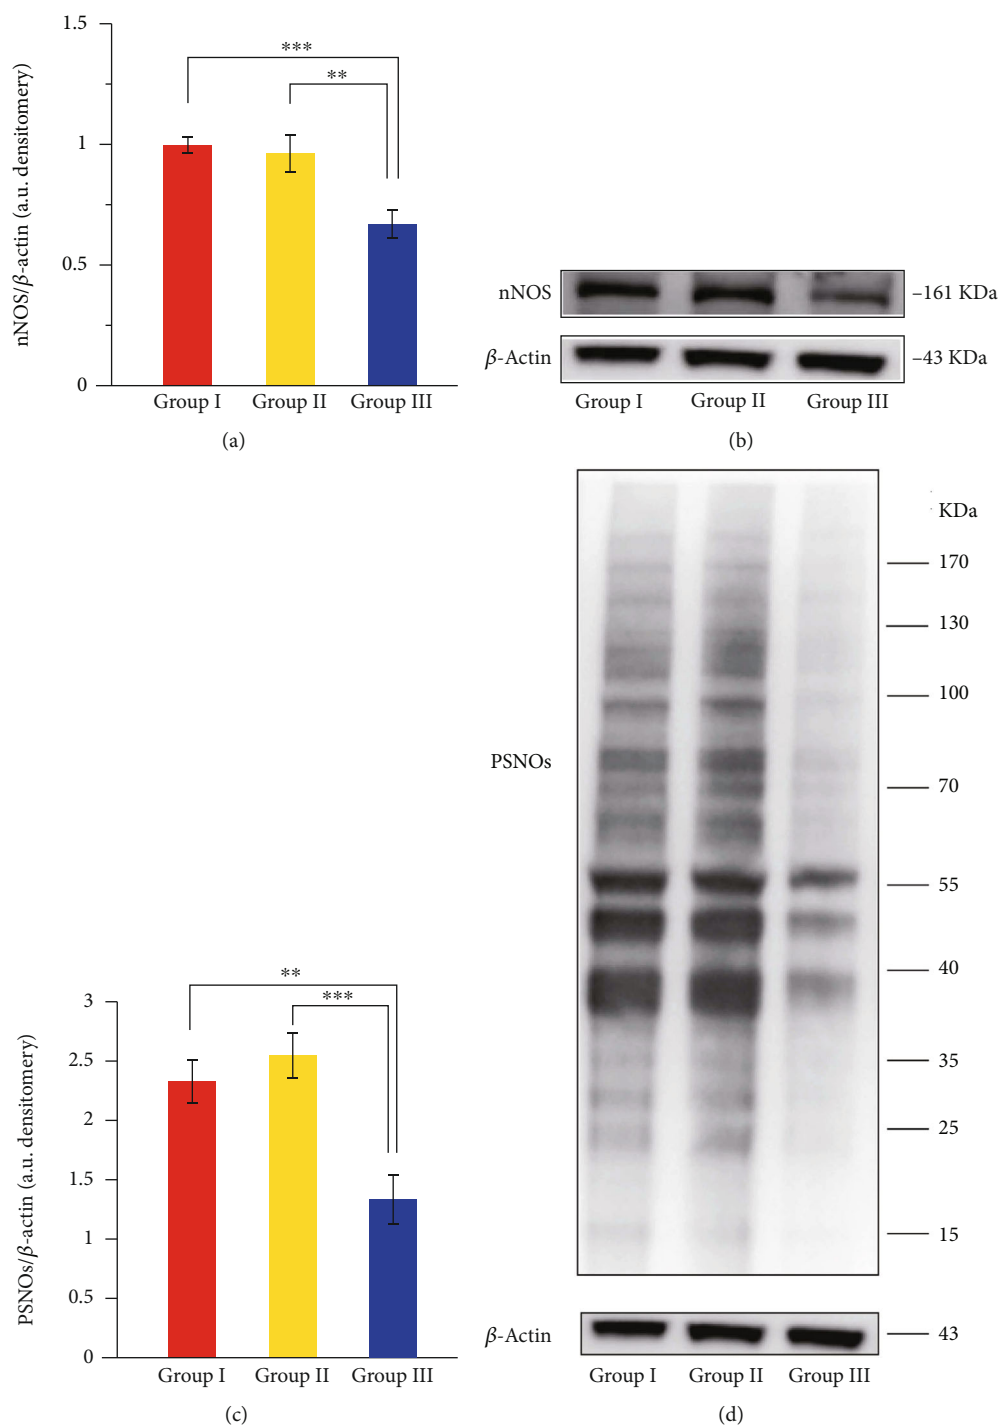 1.5
1
0.5
0
nNOS/β-actin (a.u. densitomery)
***
**
Group I Group II Group III
(a)
nNOS
–161 KDa
β-Actin
–43 KDa
Group I Group II Group III
(b)
3
2.5
2
1.5
1
0.5
0
PSNOs/β-actin (a.u. densitomery)
**
***
Group I Group II Group III
(c)
KDa
170
130
100
PSNOs
70
55
40
35
25
15
β-Actin
43
Group I Group II Group III
(d)